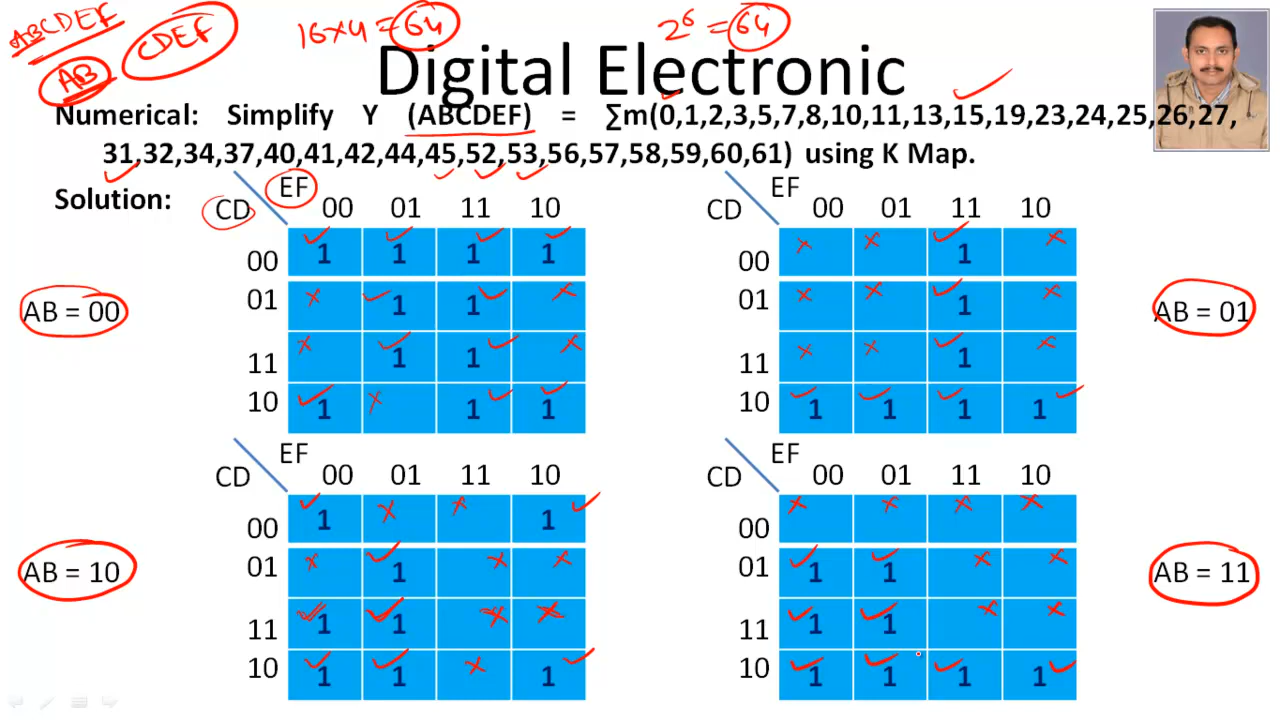 ABCDEF
AB
CDEF
16×4 = 64
2⁶ = 64
Digital Electronic
Numerical: Simplify Y (ABCDEF) = ∑m(0,1,2,3,5,7,8,10,11,13,15,19,23,24,25,26,27,
31,32,34,37,40,41,42,44,45,52,53,56,57,58,59,60,61) using K Map.
Solution:
EF
CD 00 01 11 10
00 1 1 1 1
01 1 1
11 1 1
10 1 1 1
AB = 00
EF
CD 00 01 11 10
00 1
01 1
11 1
10 1 1 1 1
AB = 01
EF
CD 00 01 11 10
00 1 1
01 1
11 1 1
10 1 1 1
AB = 10
EF
CD 00 01 11 10
00
01 1 1
11 1 1
10 1 1 1 1
AB = 11